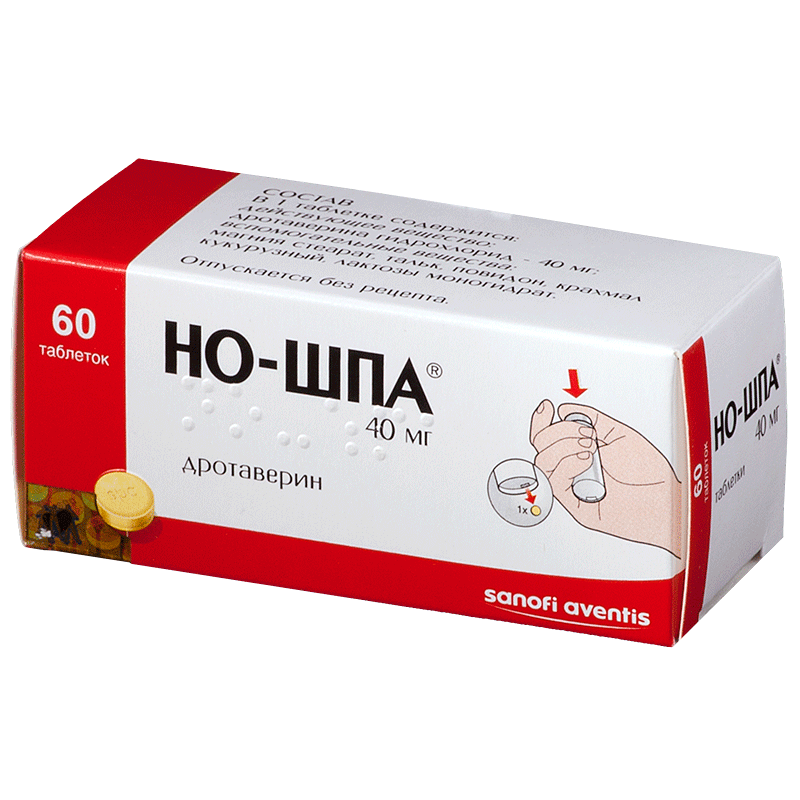 СОСТАВ
В 1 таблетке содержится:
действующее вещество:
дротаверина гидрохлорид - 40 мг;
вспомогательные вещества:
магния стеарат, тальк, повидон, крахмал
кукурузный, лактозы моногидрат.
Отпускается без рецепта.
60
таблеток
НО-ШПА®
40 мг
дротаверин
1x
sanofi aventis
НО-ШПА®
40 мг
60
таблеток
таблетки